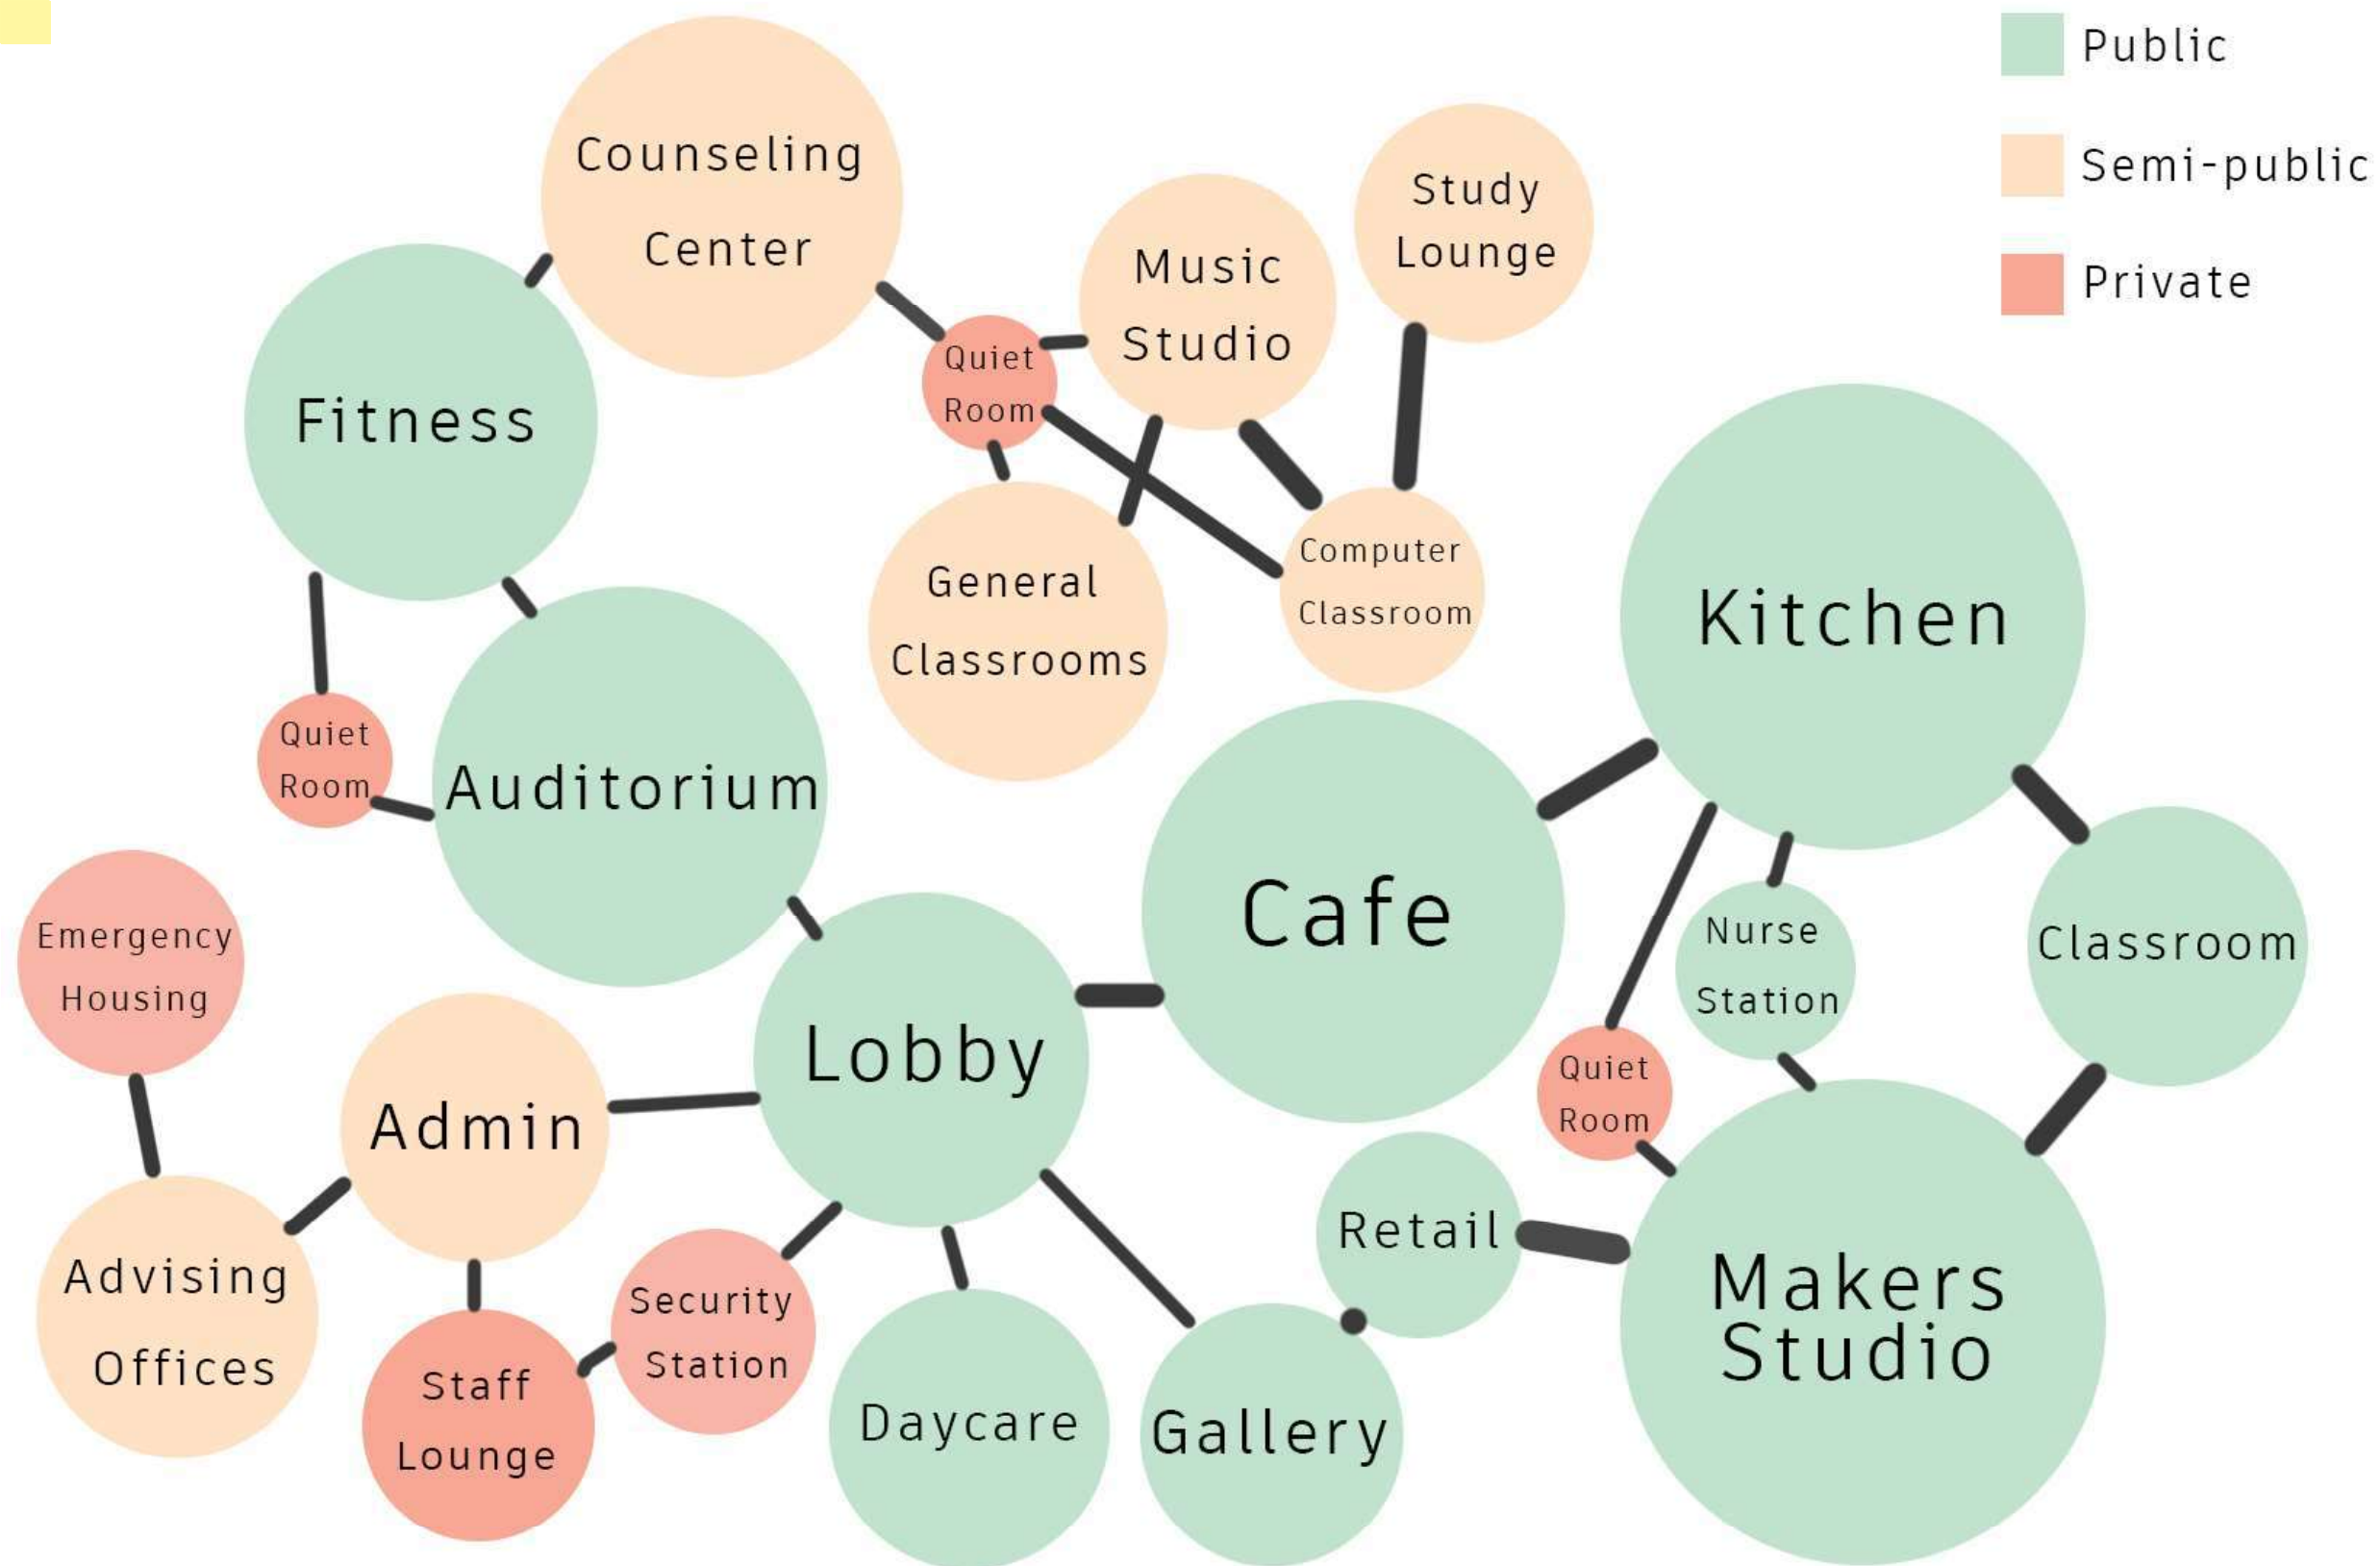 Public
Semi-public
Private
Counseling
Center
Study
Lounge
Music
Studio
Quiet
Room
Fitness
General
Classrooms
Computer
Classroom
Kitchen
Quiet
Room
Auditorium
Cafe
Nurse
Station
Classroom
Emergency
Housing
Lobby
Quiet
Room
Admin
Retail
Makers
Studio
Advising
Offices
Security
Station
Staff
Lounge
Daycare
Gallery